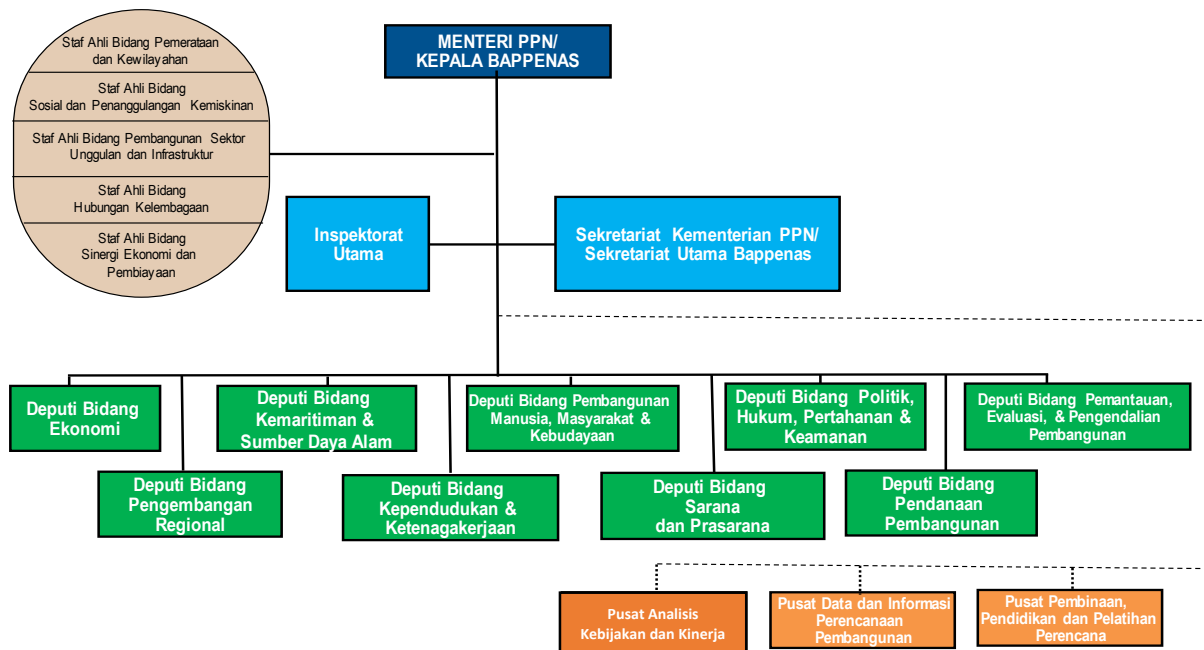 MENTERI PPN/
KEPALA BAPPENAS
Staf Ahli Bidang Pemerataan
dan Kewilayahan
Staf Ahli Bidang
Sosial dan Penanggulangan Kemiskinan
Staf Ahli Bidang Pembangunan Sektor
Unggulan dan Infrastruktur
Staf Ahli Bidang
Hubungan Kelembagaan
Staf Ahli Bidang
Sinergi Ekonomi dan
Pembiayaan
Inspektorat
Utama
Sekretariat Kementerian PPN/
Sekretariat Utama Bappenas
Deputi Bidang
Ekonomi
Deputi Bidang
Kemaritiman &
Sumber Daya Alam
Deputi Bidang Pembangunan
Manusia, Masyarakat &
Kebudayaan
Deputi Bidang Politik,
Hukum, Pertahanan &
Keamanan
Deputi Bidang Pemantauan,
Evaluasi, & Pengendalian
Pembangunan
Deputi Bidang
Pengembangan
Regional
Deputi Bidang
Kependudukan &
Ketenagakerjaan
Deputi Bidang
Sarana
dan Prasarana
Deputi Bidang
Pendanaan
Pembangunan
Pusat Analisis
Kebijakan dan Kinerja
Pusat Data dan Informasi
Perencanaan
Pembangunan
Pusat Pembinaan,
Pendidikan dan Pelatihan
Perencana